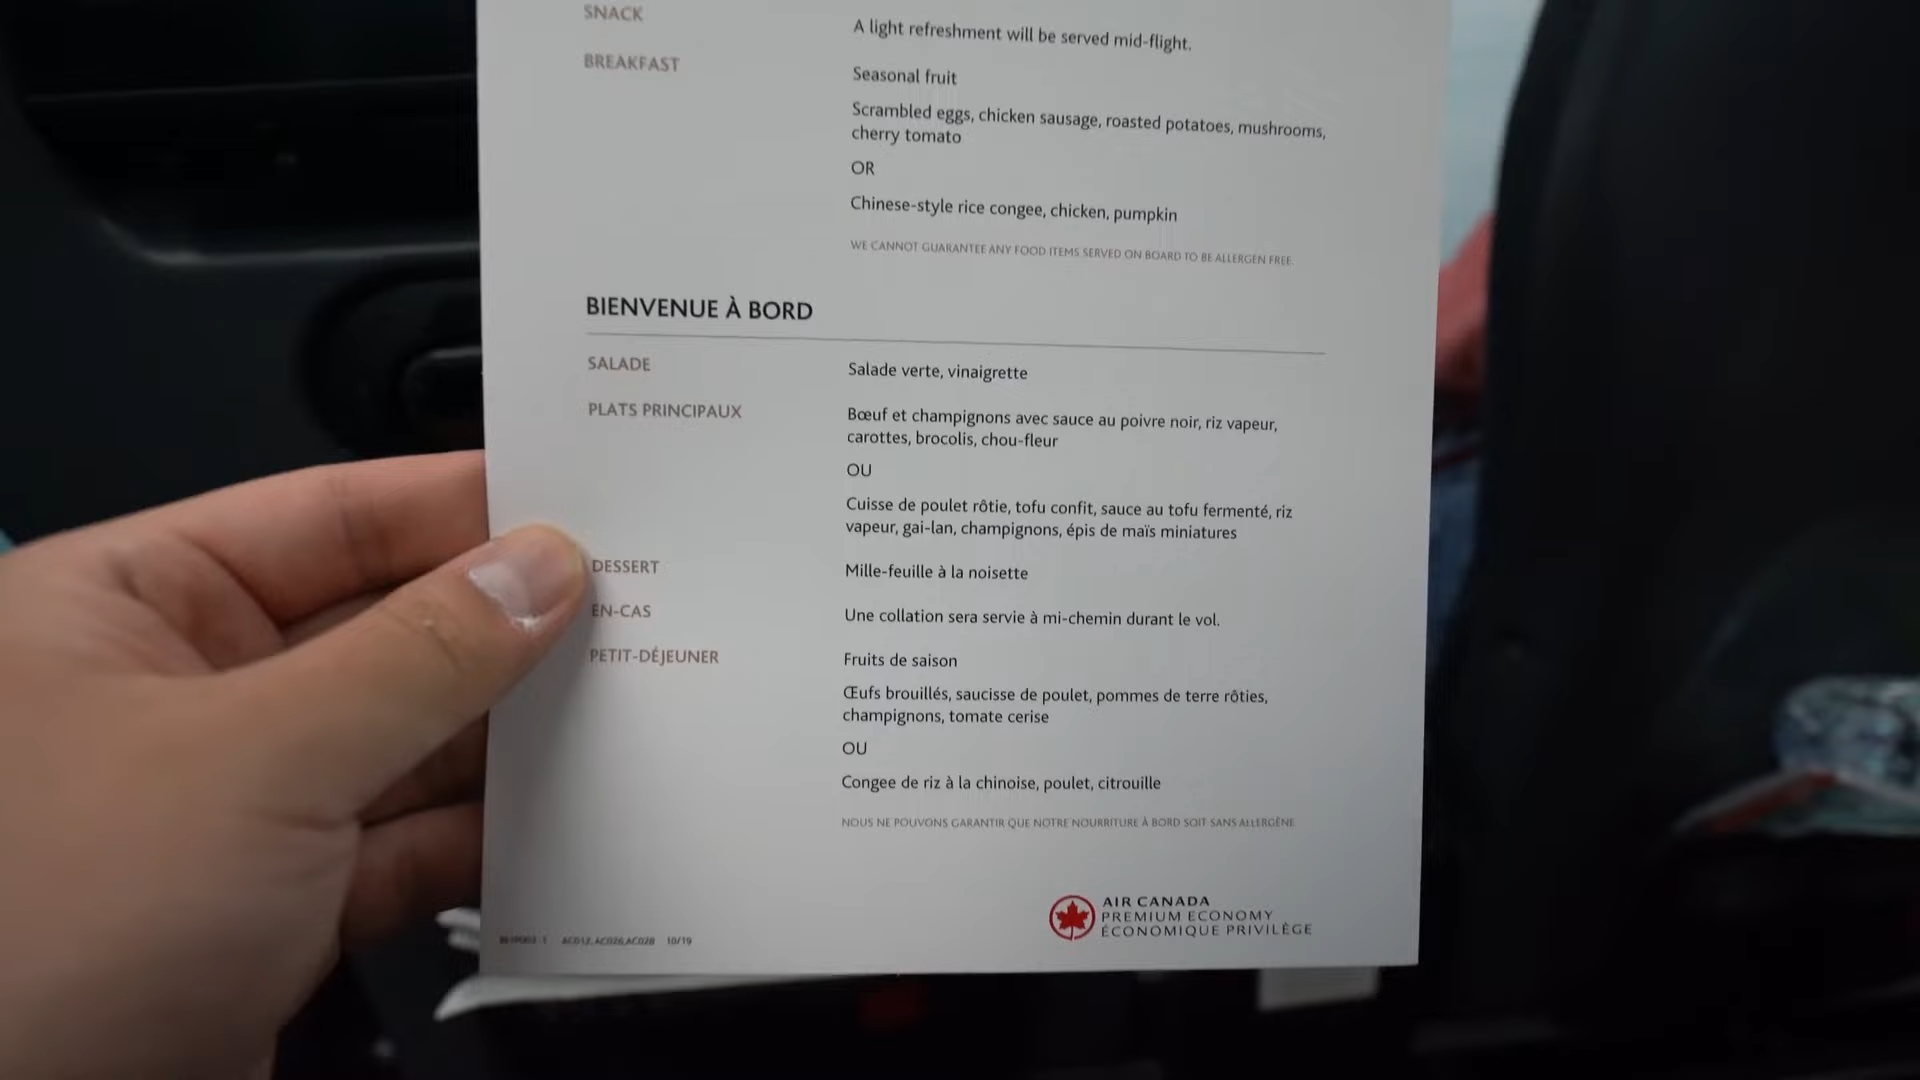 SNACK
A light refreshment will be served mid-flight.
BREAKFAST
Seasonal fruit
Scrambled eggs, chicken sausage, roasted potatoes, mushrooms,
cherry tomato
OR
Chinese-style rice congee, chicken, pumpkin
WE CANNOT GUARANTEE ANY FOOD ITEMS SERVED ON BOARD TO BE ALLERGEN FREE.
BIENVENUE À BORD
SALADE
Salade verte, vinaigrette
PLATS PRINCIPAUX
Bœuf et champignons avec sauce au poivre noir, riz vapeur,
carottes, brocolis, chou-fleur
OU
Cuisse de poulet rôtie, tofu confit, sauce au tofu fermenté, riz
vapeur, gai-lan, champignons, épis de maïs miniatures
DESSERT
Mille-feuille à la noisette
EN-CAS
Une collation sera servie à mi-chemin durant le vol.
PETIT-DÉJEUNER
Fruits de saison
Œufs brouillés, saucisse de poulet, pommes de terre rôties,
champignons, tomate cerise
OU
Congee de riz à la chinoise, poulet, citrouille
NOUS NE POUVONS GARANTIR QUE NOTRE NOURRITURE À BORD SOIT SANS ALLERGÈNE.
AIR CANADA
PREMIUM ECONOMY
ÉCONOMIQUE PRIVILÈGE
10/19